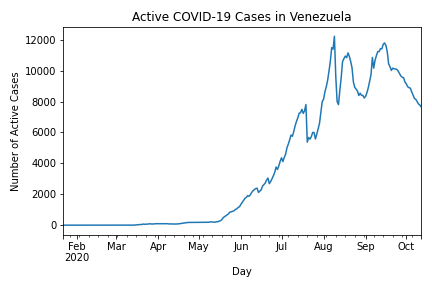 Active COVID-19 Cases in Venezuela
Number of Active Cases
12000
10000
8000
6000
4000
2000
0
Feb Mar Apr May Jun Jul Aug Sep Oct
2020
Day